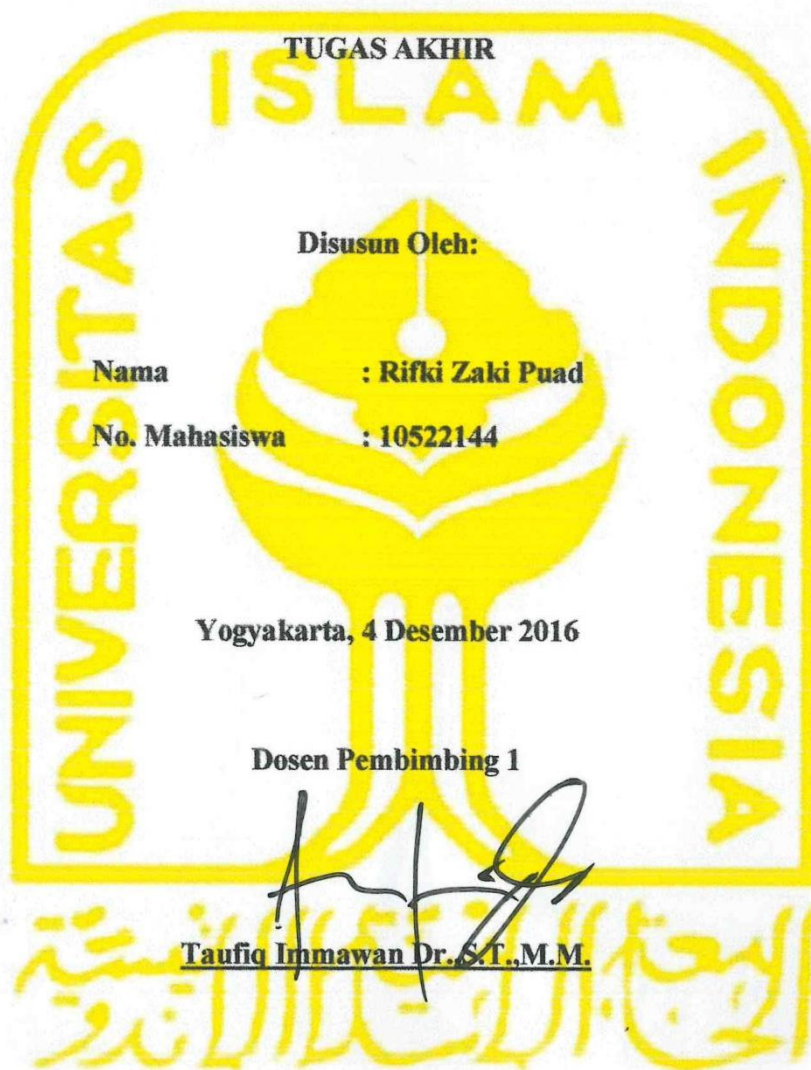 TUGAS AKHIR
ISLAM
UNIVERSITAS
INDONESIA
Disusun Oleh:
Nama : Rifki Zaki Puad
No. Mahasiswa : 10522144
Yogyakarta, 4 Desember 2016
Dosen Pembimbing 1
Taufiq Immawan Dr.,S.T.,M.M.